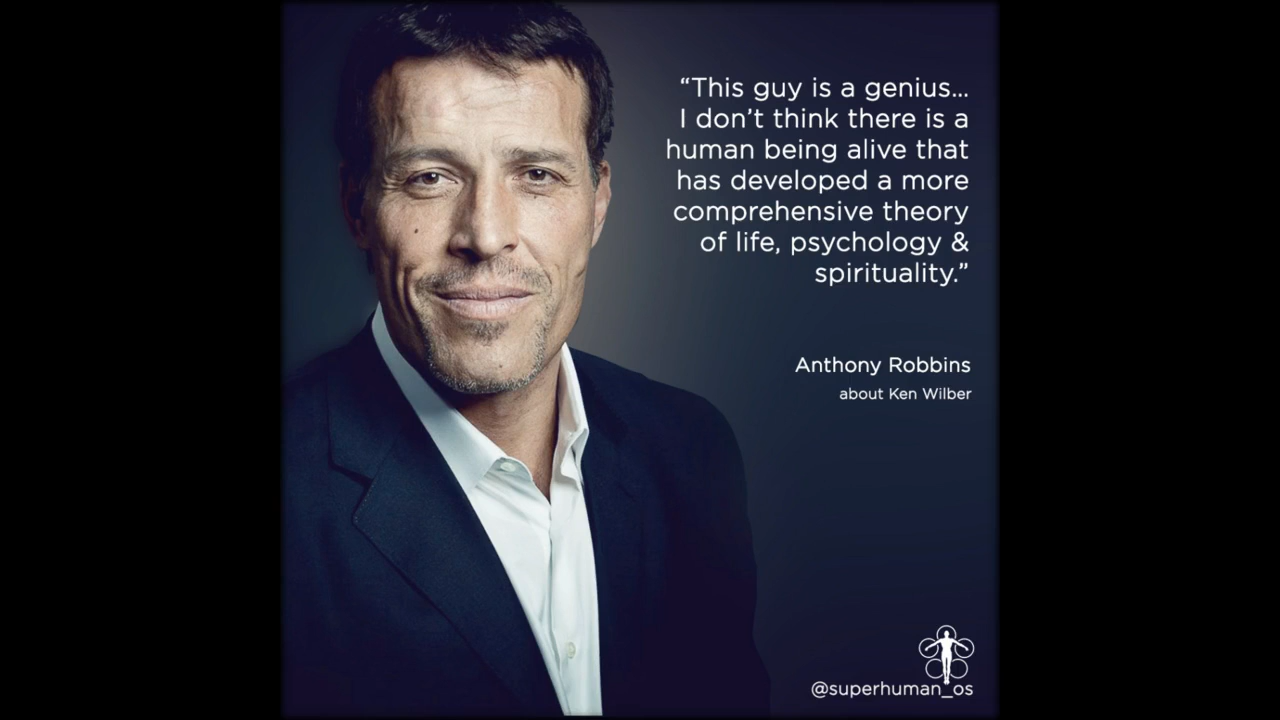 “This guy is a genius...
I don’t think there is a
human being alive that
has developed a more
comprehensive theory
of life, psychology &
spirituality.”
Anthony Robbins
about Ken Wilber
@superhuman_os